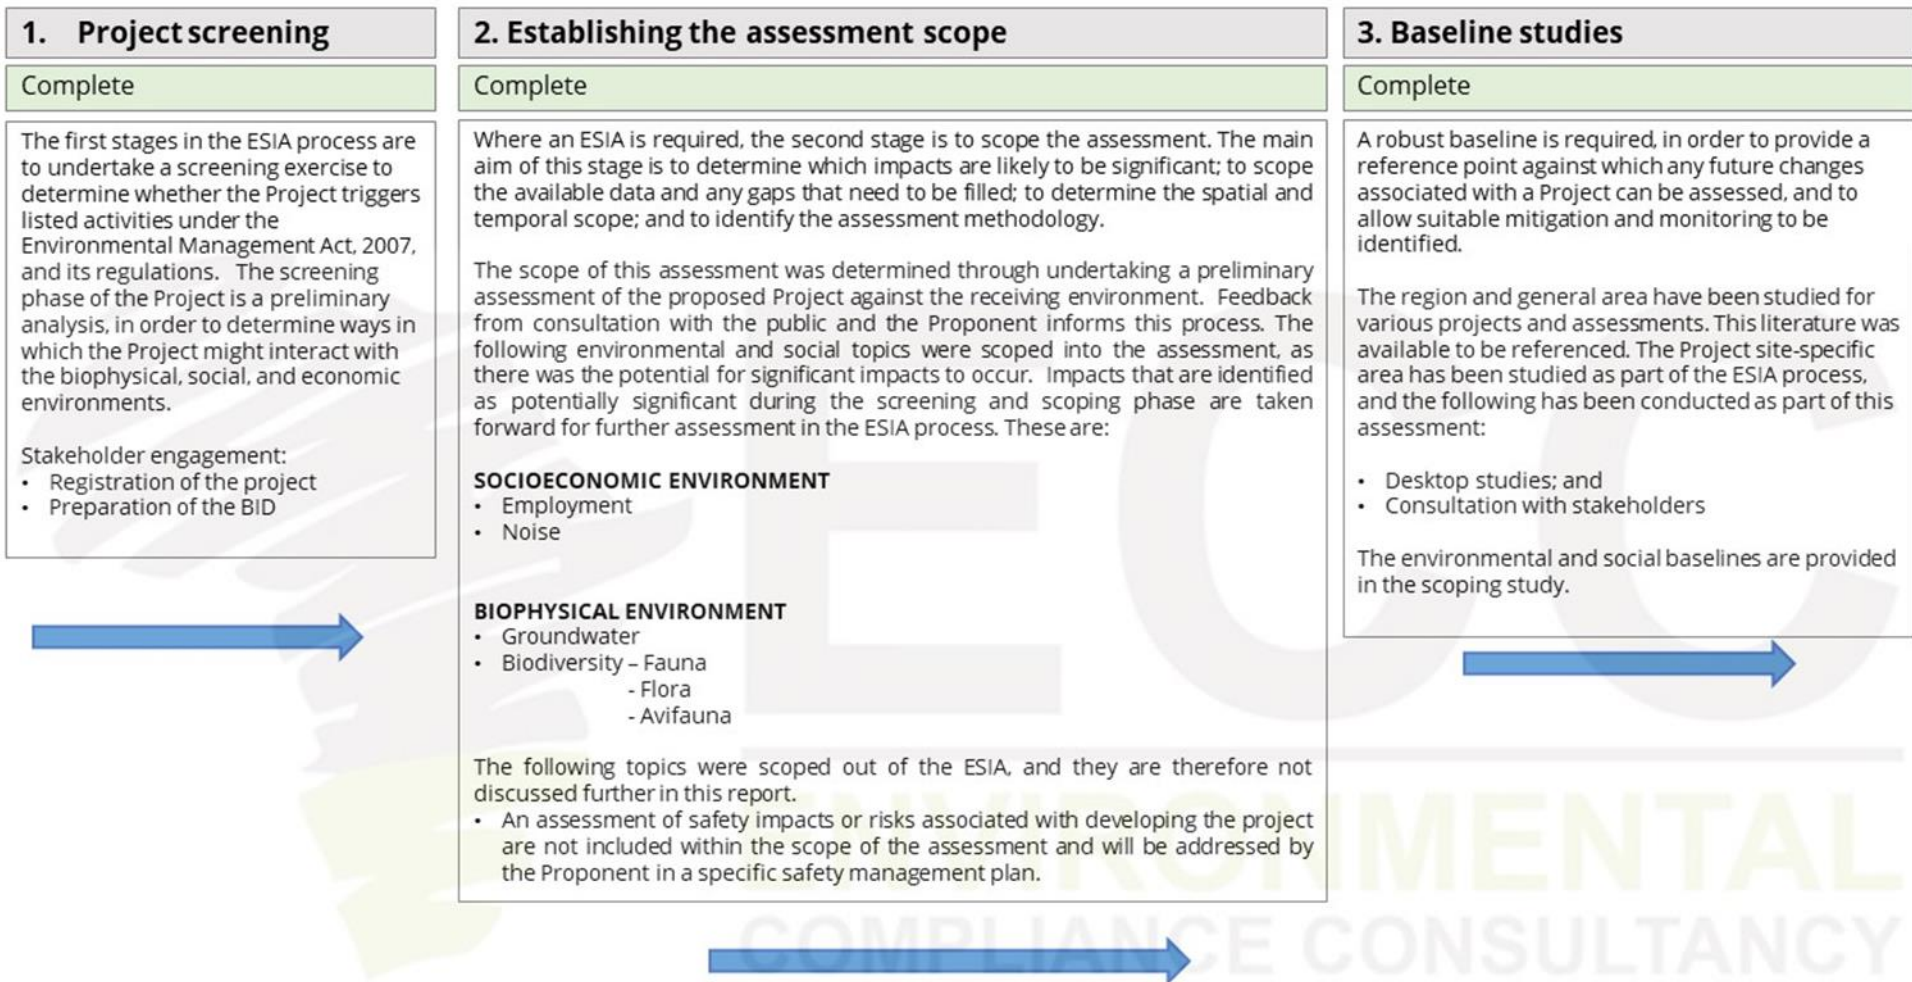 1. Project screening
Complete
The first stages in the ESIA process are
to undertake a screening exercise to
determine whether the Project triggers
listed activities under the
Environmental Management Act, 2007,
and its regulations. The screening
phase of the Project is a preliminary
analysis, in order to determine ways in
which the Project might interact with
the biophysical, social, and economic
environments.
Stakeholder engagement:
• Registration of the project
• Preparation of the BID
2. Establishing the assessment scope
Complete
Where an ESIA is required, the second stage is to scope the assessment. The main
aim of this stage is to determine which impacts are likely to be significant; to scope
the available data and any gaps that need to be filled; to determine the spatial and
temporal scope; and to identify the assessment methodology.
The scope of this assessment was determined through undertaking a preliminary
assessment of the proposed Project against the receiving environment. Feedback
from consultation with the public and the Proponent informs this process. The
following environmental and social topics were scoped into the assessment, as
there was the potential for significant impacts to occur. Impacts that are identified
as potentially significant during the screening and scoping phase are taken
forward for further assessment in the ESIA process. These are:
SOCIOECONOMIC ENVIRONMENT
• Employment
• Noise
BIOPHYSICAL ENVIRONMENT
• Groundwater
• Biodiversity – Fauna
- Flora
- Avifauna
The following topics were scoped out of the ESIA, and they are therefore not
discussed further in this report.
• An assessment of safety impacts or risks associated with developing the project
are not included within the scope of the assessment and will be addressed by
the Proponent in a specific safety management plan.
3. Baseline studies
Complete
A robust baseline is required, in order to provide a
reference point against which any future changes
associated with a Project can be assessed, and to
allow suitable mitigation and monitoring to be
identified.
The region and general area have been studied for
various projects and assessments. This literature was
available to be referenced. The Project site-specific
area has been studied as part of the ESIA process,
and the following has been conducted as part of this
assessment:
• Desktop studies; and
• Consultation with stakeholders
The environmental and social baselines are provided
in the scoping study.
ECC
ENVIRONMENTAL
COMPLIANCE CONSULTANCY